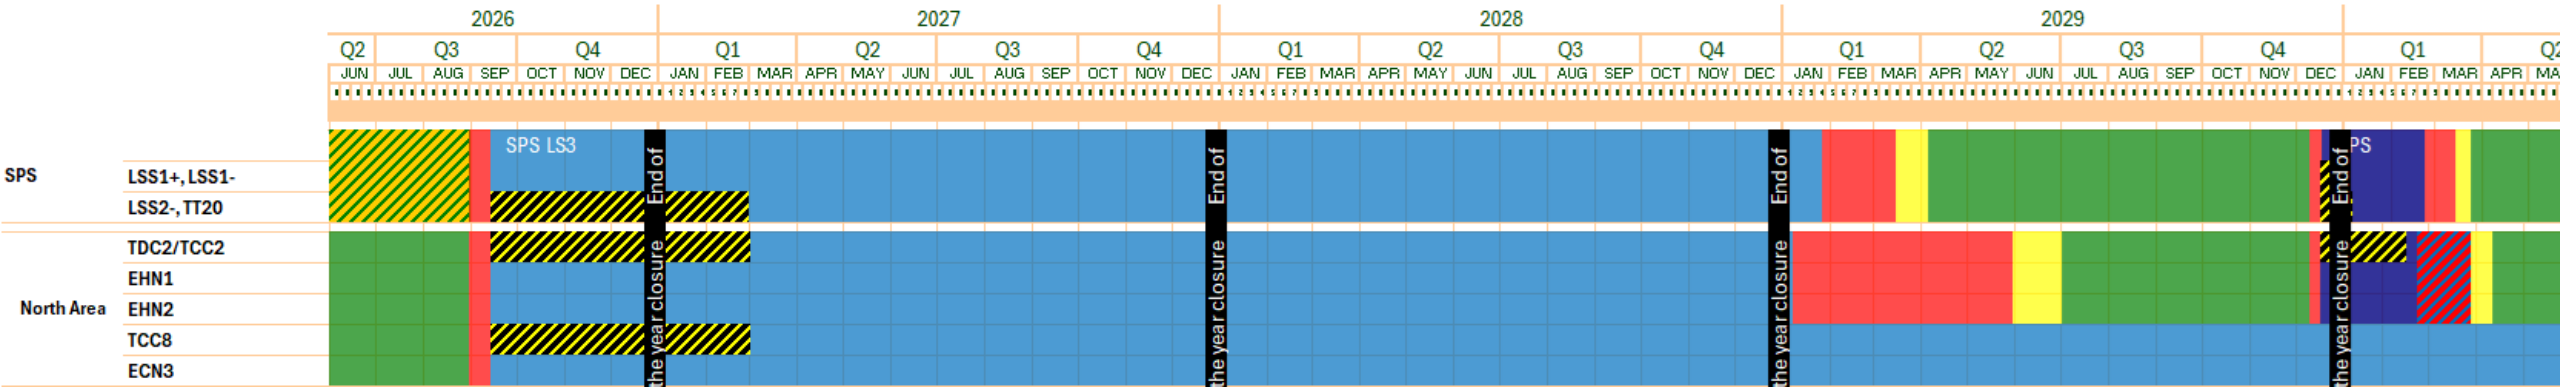 2026 2027 2028 2029
Q2 Q3 Q4 Q1 Q2 Q3 Q4 Q1 Q2 Q3 Q4 Q1 Q2 Q3 Q4 Q1 Q2
JUN JUL AUG SEP OCT NOV DEC JAN FEB MAR APR MAY JUN JUL AUG SEP OCT NOV DEC JAN FEB MAR APR MAY JUN JUL AUG SEP OCT NOV DEC JAN FEB MAR APR MAY JUN JUL AUG SEP OCT NOV DEC JAN FEB MAR APR MA
SPS LS3 PS
SPS
LSS1+, LSS1-
LSS2-, TT20
TDC2/TCC2
EHN1
North Area
EHN2
TCC8
ECN3
End of
the year closure
End of
the year closure
End of
the year closure
End of
the year closure